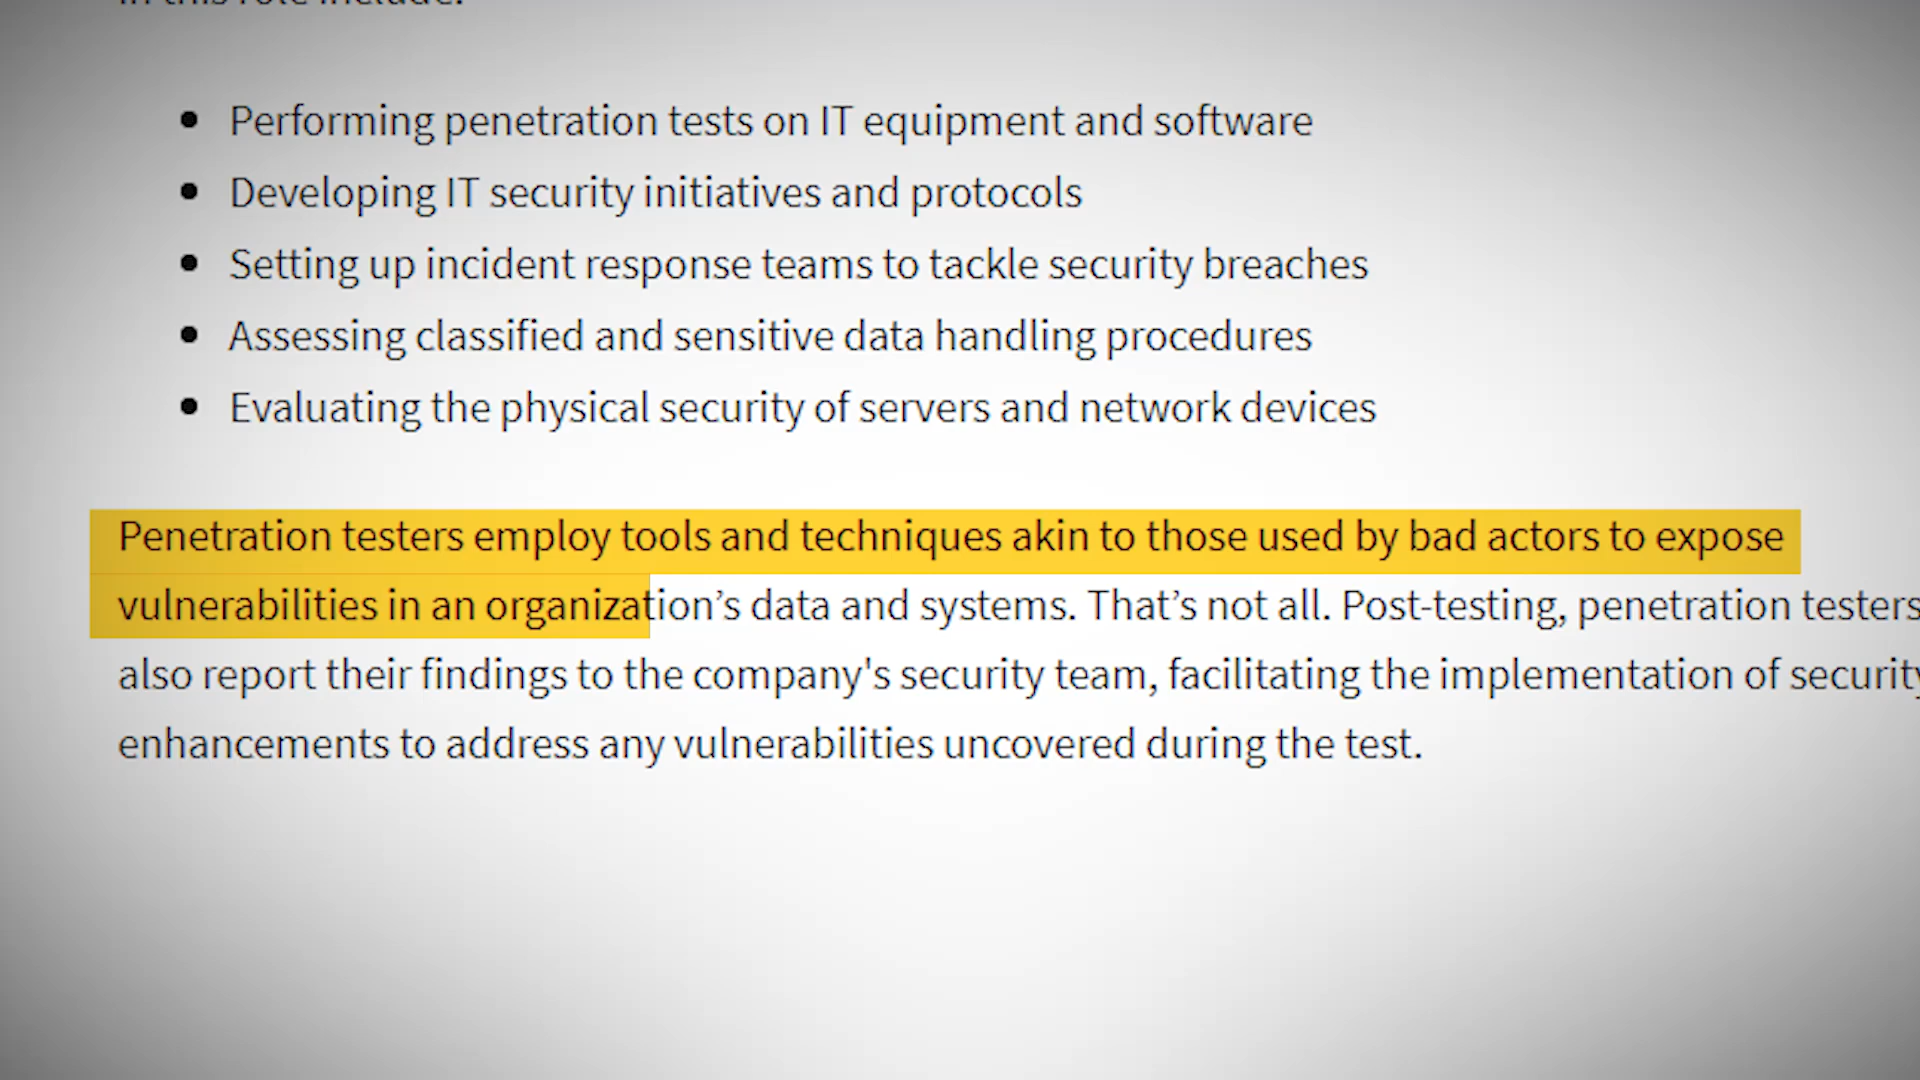 in this role include:
Performing penetration tests on IT equipment and software
Developing IT security initiatives and protocols
Setting up incident response teams to tackle security breaches
Assessing classified and sensitive data handling procedures
Evaluating the physical security of servers and network devices
Penetration testers employ tools and techniques akin to those used by bad actors to expose
vulnerabilities in an organization’s data and systems. That’s not all. Post-testing, penetration testers
also report their findings to the company's security team, facilitating the implementation of security
enhancements to address any vulnerabilities uncovered during the test.